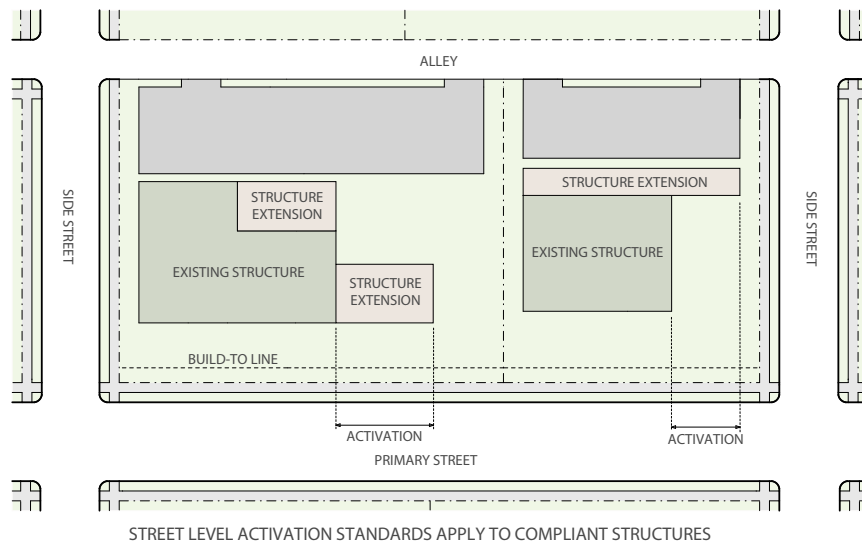 ALLEY
SIDE STREET
STRUCTURE
EXTENSION
EXISTING STRUCTURE
STRUCTURE
EXTENSION
STRUCTURE EXTENSION
EXISTING STRUCTURE
SIDE STREET
BUILD-TO LINE
ACTIVATION
ACTIVATION
PRIMARY STREET
STREET LEVEL ACTIVATION STANDARDS APPLY TO COMPLIANT STRUCTURES